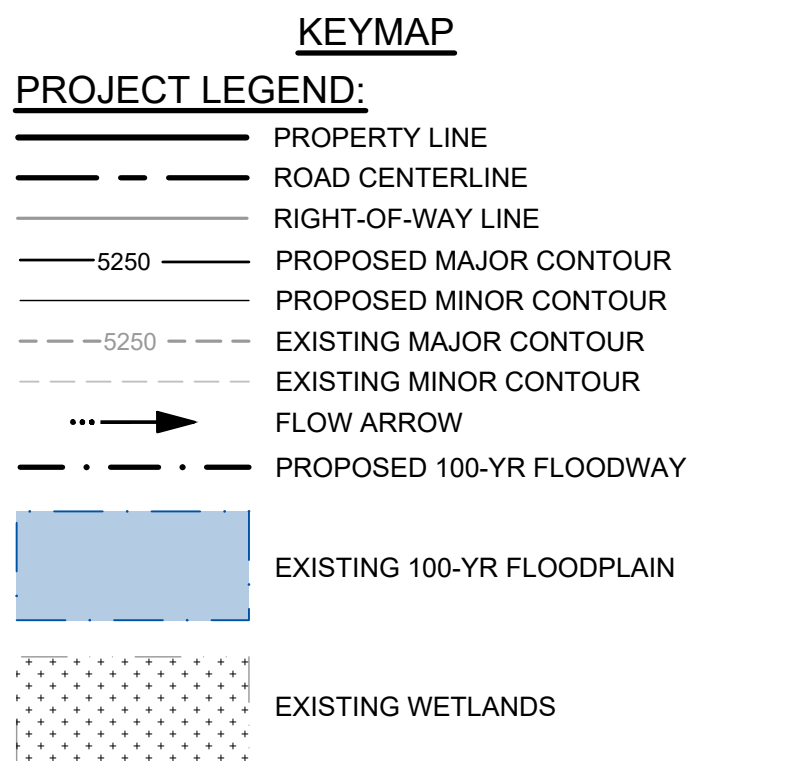 KEYMAP
PROJECT LEGEND:
PROPERTY LINE
ROAD CENTERLINE
RIGHT-OF-WAY LINE
5250 PROPOSED MAJOR CONTOUR
PROPOSED MINOR CONTOUR
5250 EXISTING MAJOR CONTOUR
EXISTING MINOR CONTOUR
FLOW ARROW
PROPOSED 100-YR FLOODWAY
EXISTING 100-YR FLOODPLAIN
EXISTING WETLANDS